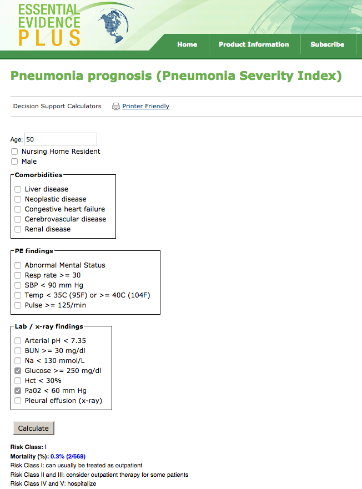 ESSENTIAL
EVIDENCE
PLUS
Home Product Information Subscribe
Pneumonia prognosis (Pneumonia Severity Index)
Decision Support Calculators Printer Friendly
Age: 50
Nursing Home Resident
Male
Comorbidities
Liver disease
Neoplastic disease
Congestive heart failure
Cerebrovascular disease
Renal disease
PE findings
Abnormal Mental Status
Resp rate >= 30
SBP < 90 mm Hg
Temp < 35C (95F) or >= 40C (104F)
Pulse >= 125/min
Lab / x-ray findings
Arterial pH < 7.35
BUN >= 30 mg/dl
Na < 130 mmol/L
Glucose >= 250 mg/dl
Hct < 30%
PaO2 < 60 mm Hg
Pleural effusion (x-ray)
Calculate
Risk Class: I
Mortality (%): 0.3% (2/668)
Risk Class I: can usually be treated as outpatient
Risk Class II and III: consider outpatient therapy for some patients
Risk Class IV and V: hospitalize